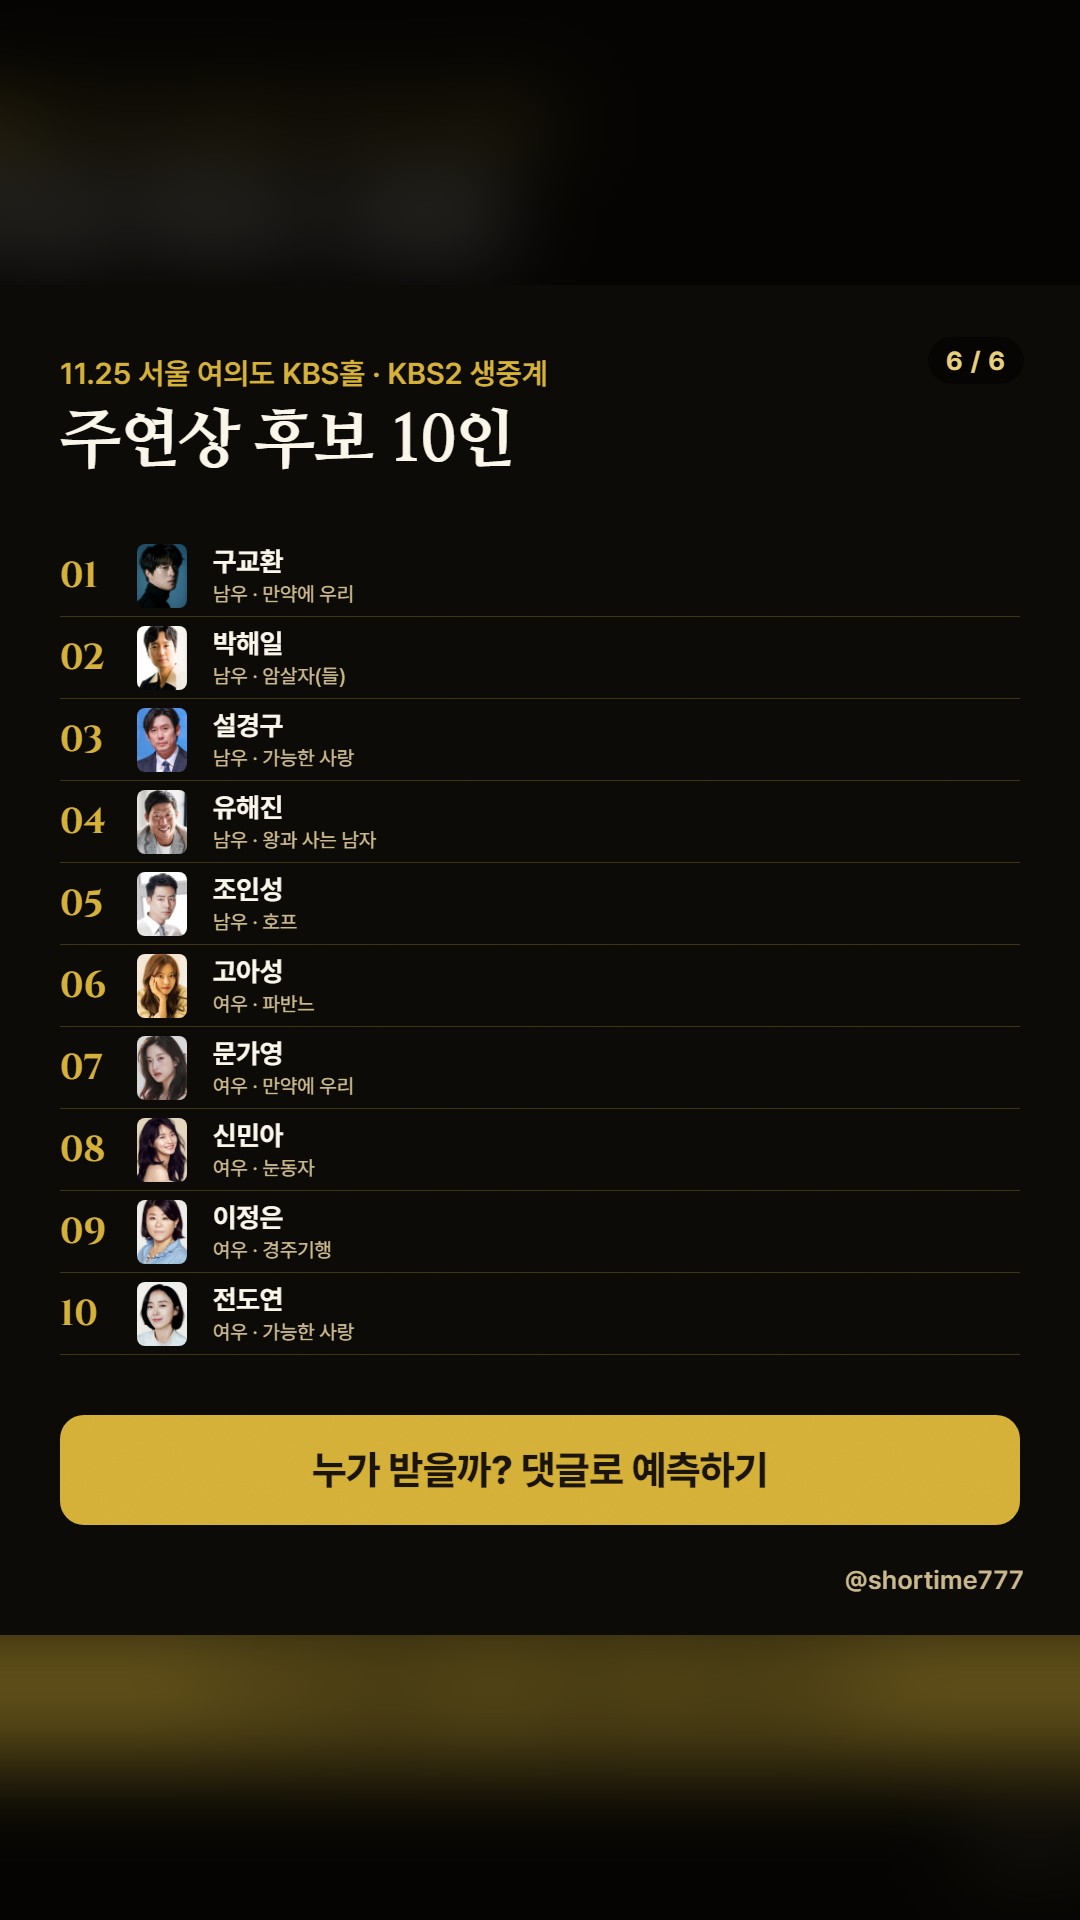 11.25 서울 여의도 KBS홀 · KBS2 생중계
6 / 6
주연상 후보 10인
01
구교환
남우 · 만약에 우리
02
박해일
남우 · 암살자(들)
03
설경구
남우 · 가능한 사랑
04
유해진
남우 · 왕과 사는 남자
05
조인성
남우 · 호프
06
고아성
여우 · 파반느
07
문가영
여우 · 만약에 우리
08
신민아
여우 · 눈동자
09
이정은
여우 · 경주기행
10
전도연
여우 · 가능한 사랑
누가 받을까? 댓글로 예측하기
@shortime777